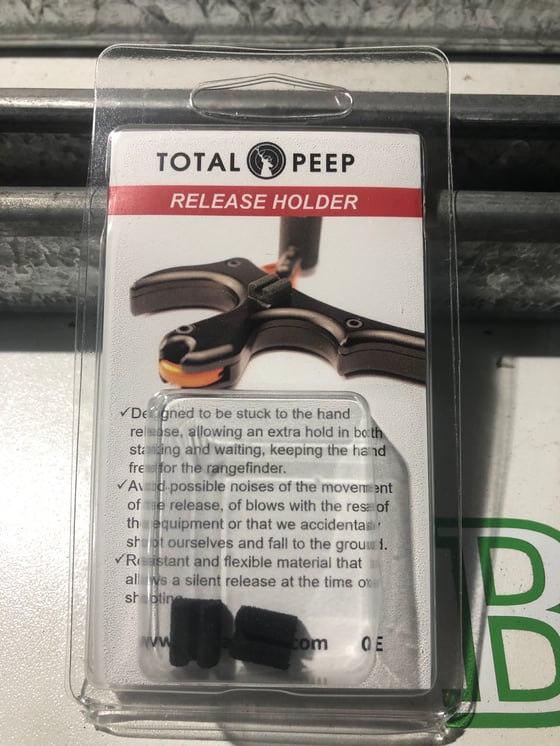 TOTAL PEEP
RELEASE HOLDER
✓Designed to be stuck to the hand
release, allowing an extra hold in both
stalking and waiting, keeping the hand
free for the rangefinder.
✓Avoid possible noises of the movement
of the release, of blows with the rest of
the equipment or that we accidentally
shoot ourselves and fall to the ground.
✓Resistant and flexible material that
allows a silent release at the time of
shooting.
com CE
B